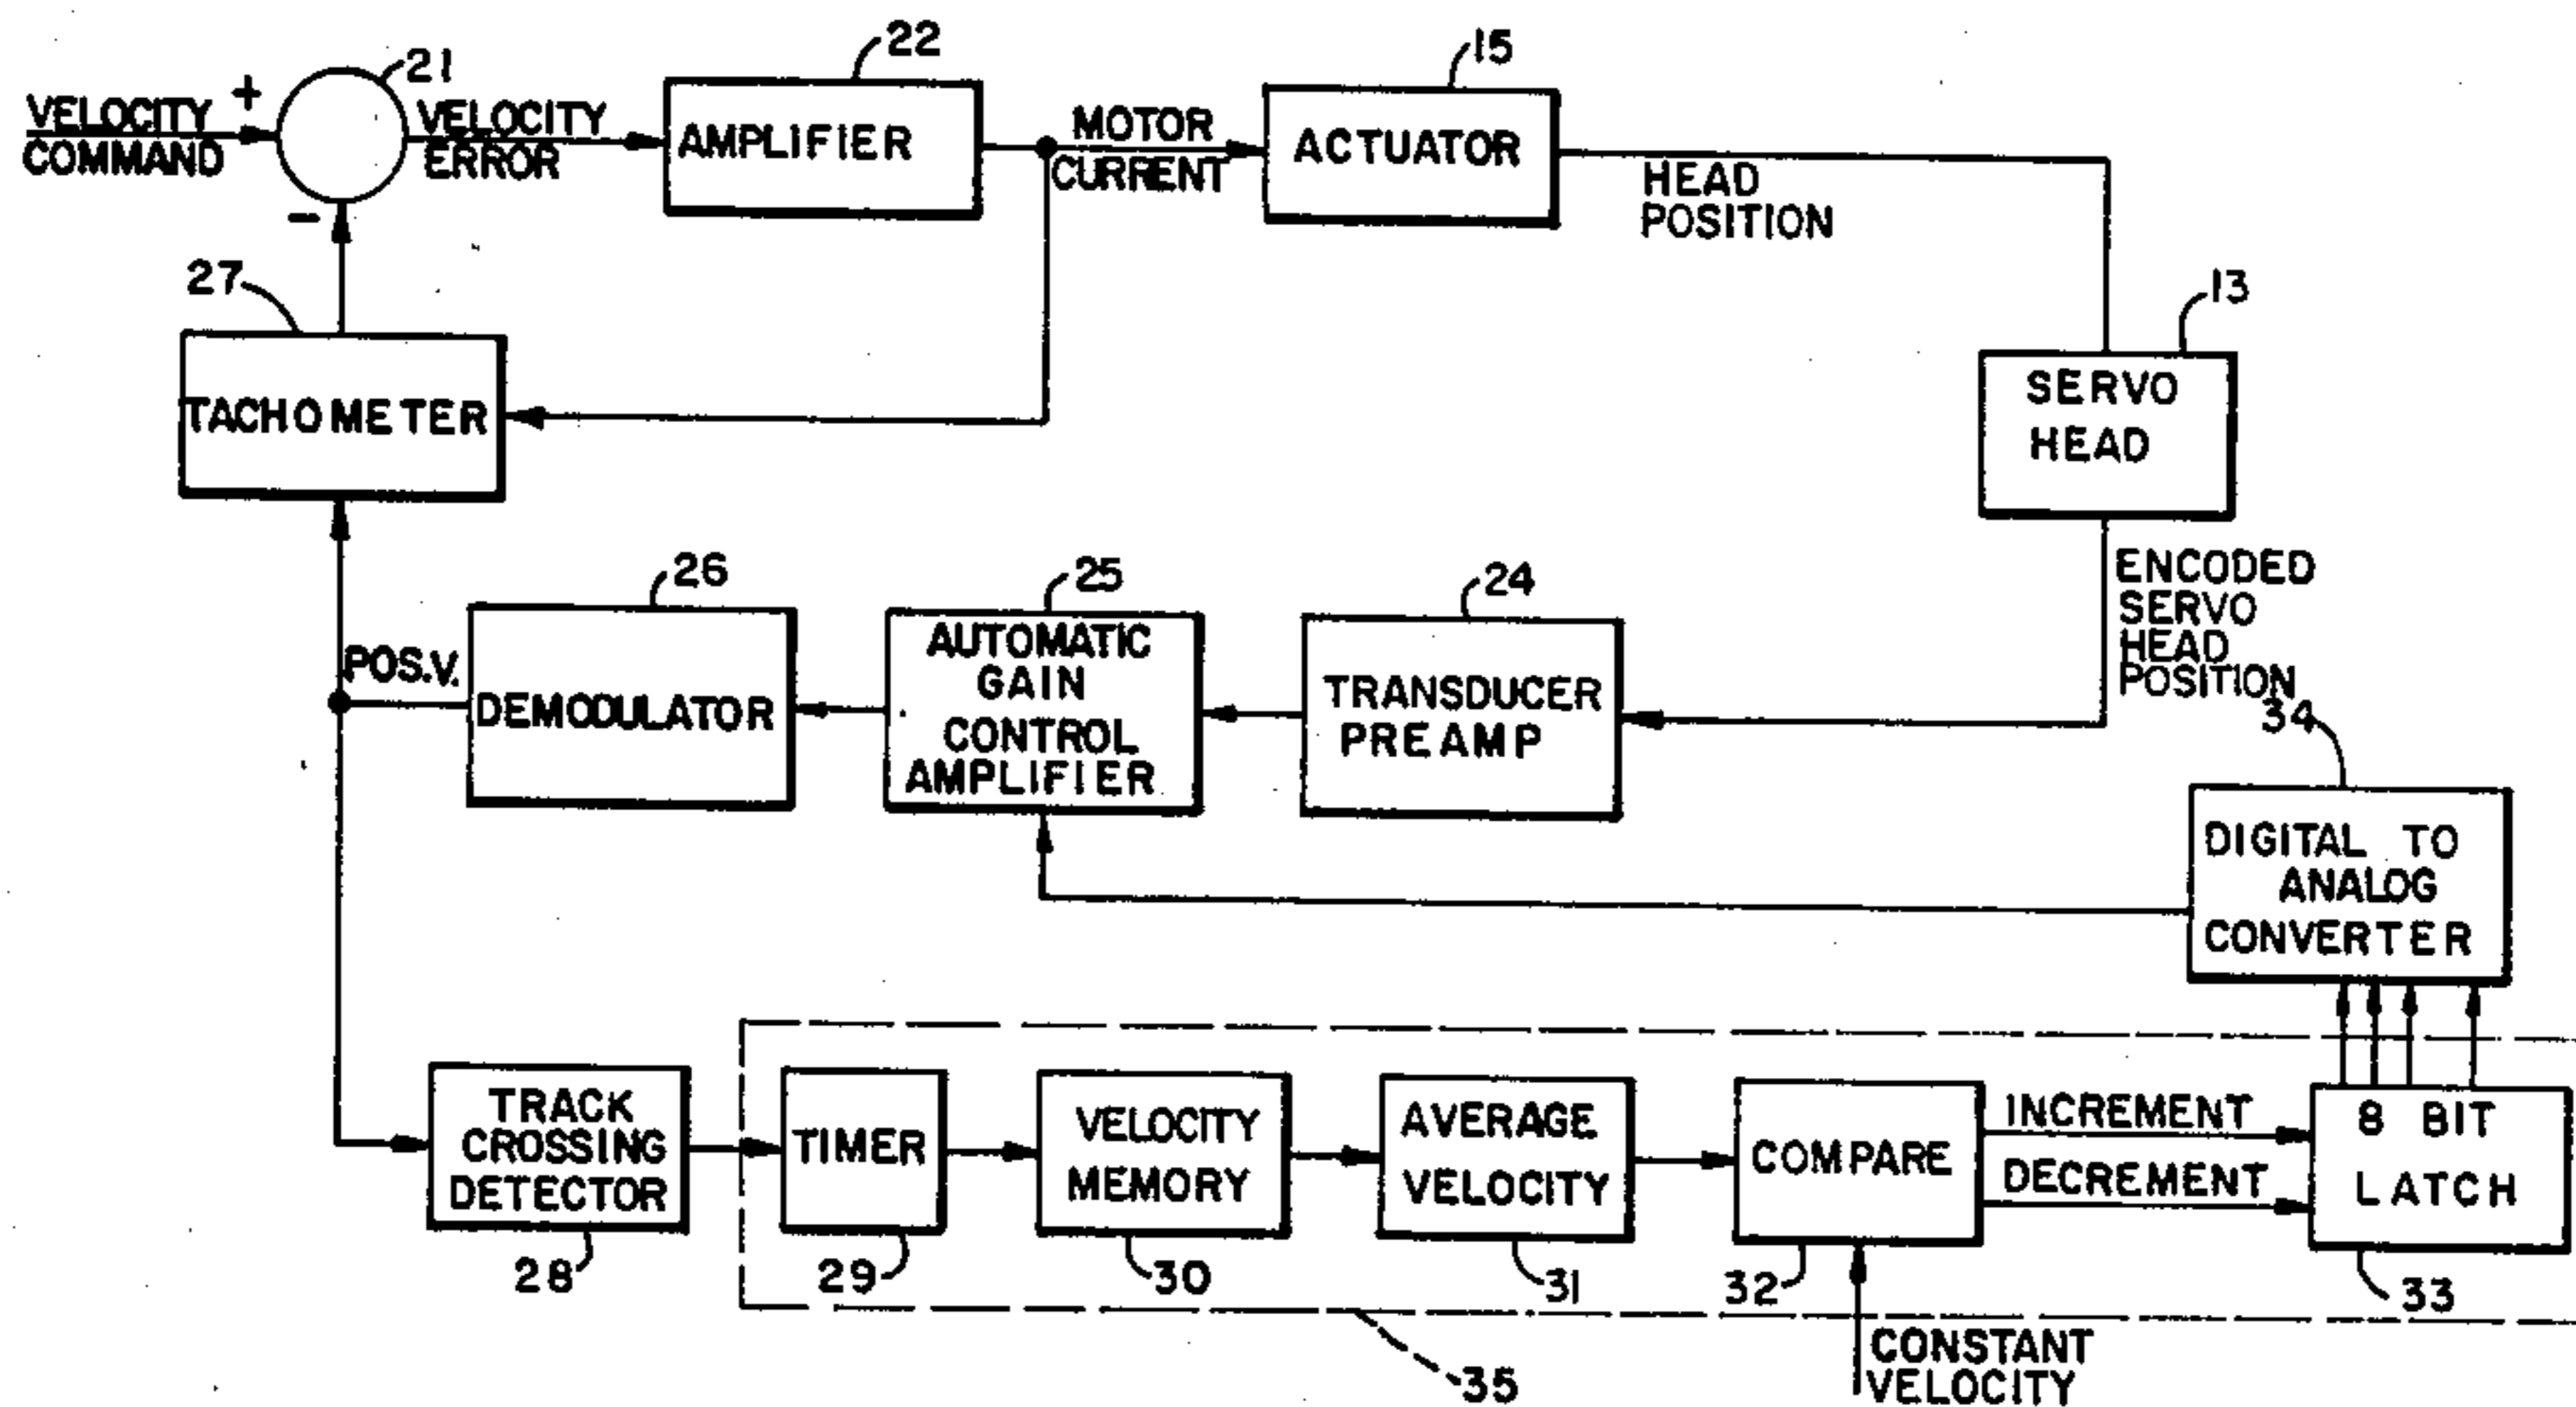 21
22
15
VELOCITY
COMMAND
+
-
VELOCITY
ERROR
AMPLIFIER
MOTOR
CURRENT
ACTUATOR
HEAD
POSITION
27
TACHOMETER
13
SERVO
HEAD
ENCODED
SERVO
HEAD
POSITION
26
25
24
POS.V.
DEMODULATOR
AUTOMATIC
GAIN
CONTROL
AMPLIFIER
TRANSDUCER
PREAMP
34
DIGITAL TO
ANALOG
CONVERTER
TRACK
CROSSING
DETECTOR
28
TIMER
29
VELOCITY
MEMORY
30
AVERAGE
VELOCITY
31
COMPARE
32
INCREMENT
DECREMENT
8 BIT
LATCH
33
CONSTANT
VELOCITY
35